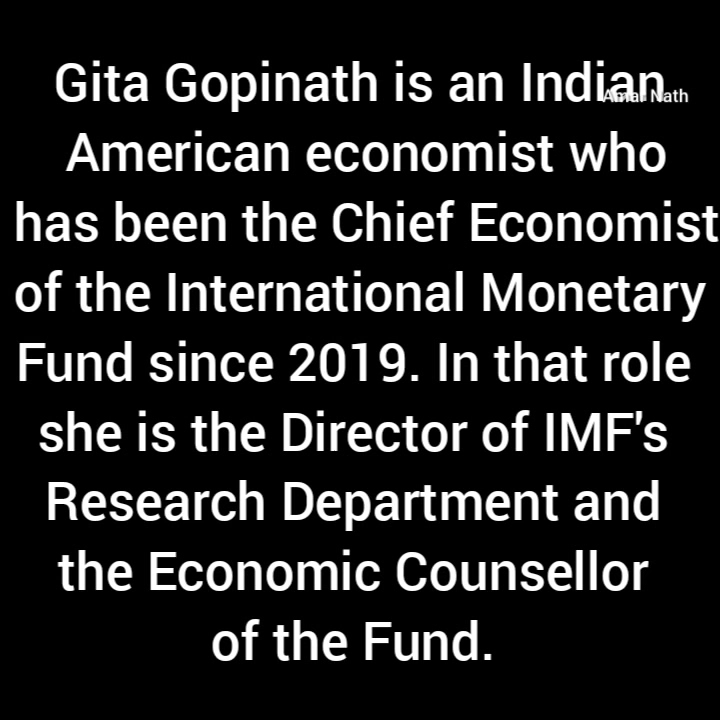 Gita Gopinath is an Indian
Amar Nath
American economist who
has been the Chief Economist
of the International Monetary
Fund since 2019. In that role
she is the Director of IMF's
Research Department and
the Economic Counsellor
of the Fund.